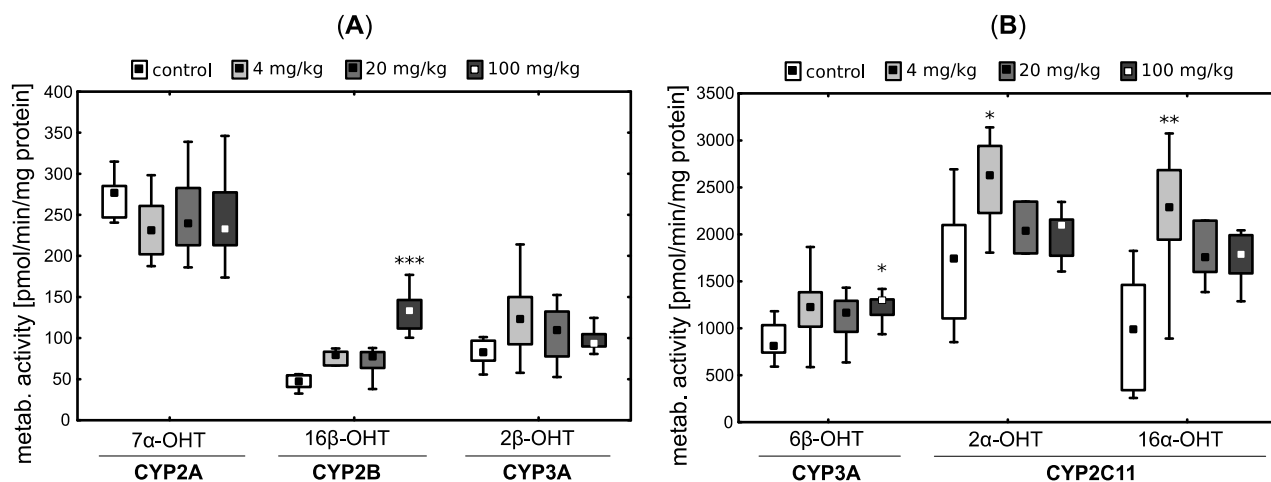 (A)
control 4 mg/kg 20 mg/kg 100 mg/kg
metab. activity [pmol/min/mg protein]
400
350
300
250
200
150
100
50
0
***
7α-OHT 16β-OHT 2β-OHT
CYP2A CYP2B CYP3A
(B)
control 4 mg/kg 20 mg/kg 100 mg/kg
metab. activity [pmol/min/mg protein]
3500
3000
2500
2000
1500
1000
500
0
* * **
6β-OHT 2α-OHT 16α-OHT
CYP3A CYP2C11